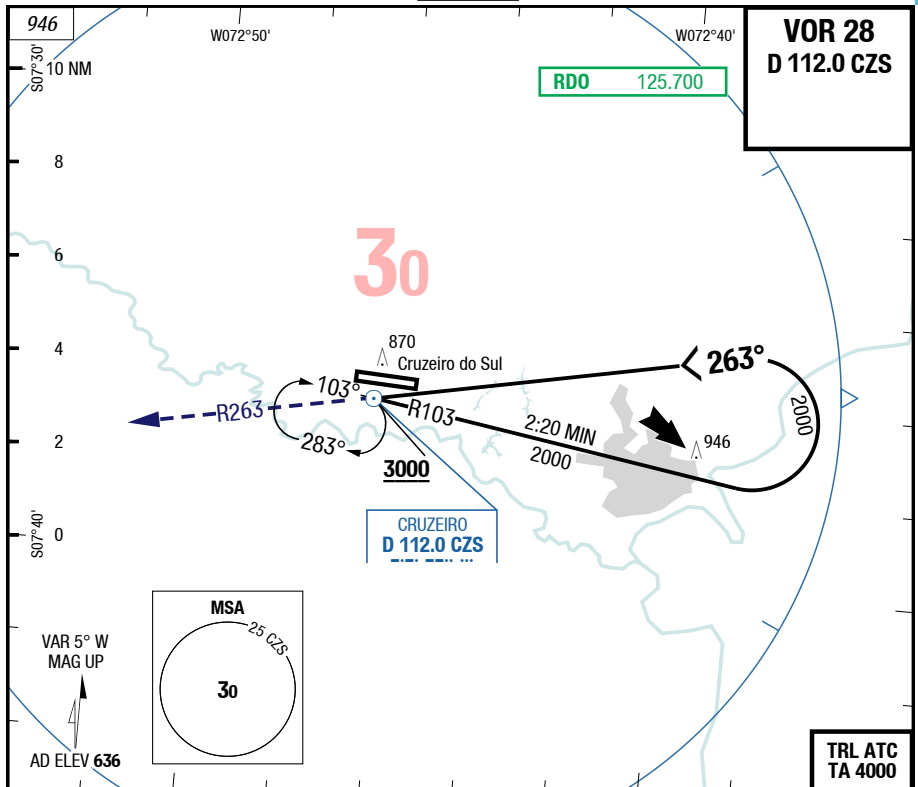 946
W072°50'
W072°40'
VOR 28
D 112.0 CZS
S07°30'
10 NM
RDO 125.700
8
6
30
4
870
Cruzeiro do Sul
263°
103°
R263
R103
2:20 MIN
2000
2000
946
2
283°
3000
S07°40'
0
CRUZEIRO
D 112.0 CZS
MSA
25 CZS
30
VAR 5° W
MAG UP
AD ELEV 636
TRL ATC
TA 4000